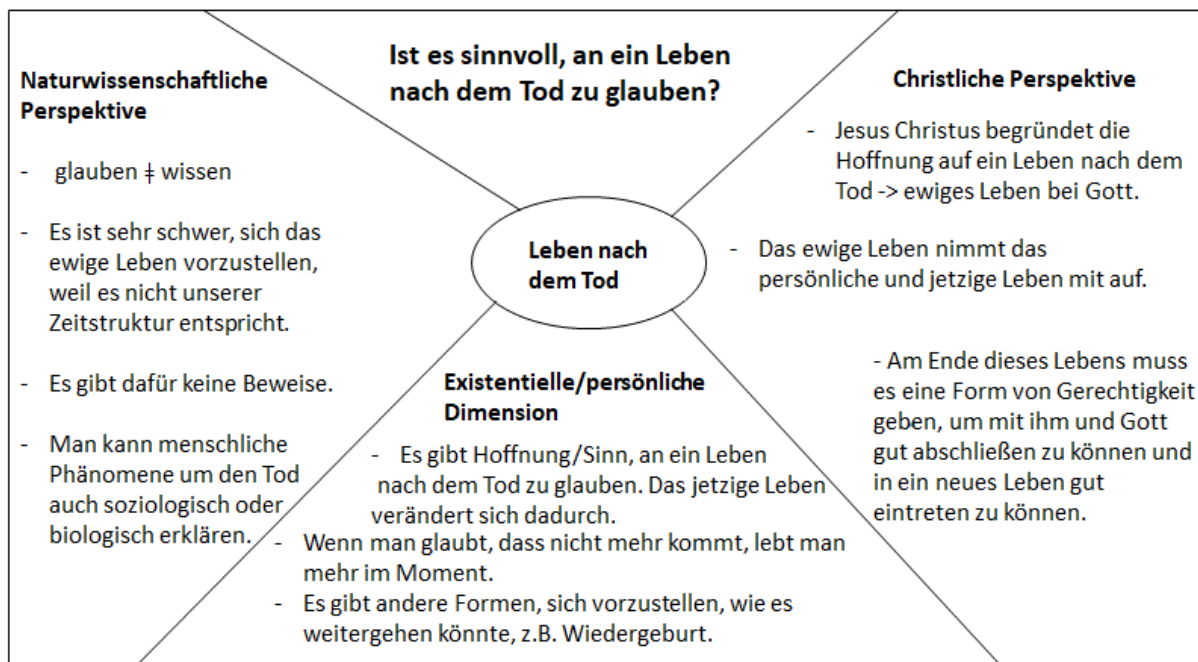 Ist es sinnvoll, an ein Leben
nach dem Tod zu glauben?
Naturwissenschaftliche
Perspektive
- glauben ‡ wissen
- Es ist sehr schwer, sich das
ewige Leben vorzustellen,
weil es nicht unserer
Zeitstruktur entspricht.
- Es gibt dafür keine Beweise.
- Man kann menschliche
Phänomene um den Tod
auch soziologisch oder
biologisch erklären.
Leben nach
dem Tod
Christliche Perspektive
- Jesus Christus begründet die
Hoffnung auf ein Leben nach dem
Tod -> ewiges Leben bei Gott.
- Das ewige Leben nimmt das
persönliche und jetzige Leben mit auf.
- Am Ende dieses Lebens muss
es eine Form von Gerechtigkeit
geben, um mit ihm und Gott
gut abschließen zu können und
in ein neues Leben gut
eintreten zu können.
Existentielle/persönliche
Dimension
- Es gibt Hoffnung/Sinn, an ein Leben
nach dem Tod zu glauben. Das jetzige Leben
verändert sich dadurch.
- Wenn man glaubt, dass nicht mehr kommt, lebt man
mehr im Moment.
- Es gibt andere Formen, sich vorzustellen, wie es
weitergehen könnte, z.B. Wiedergeburt.